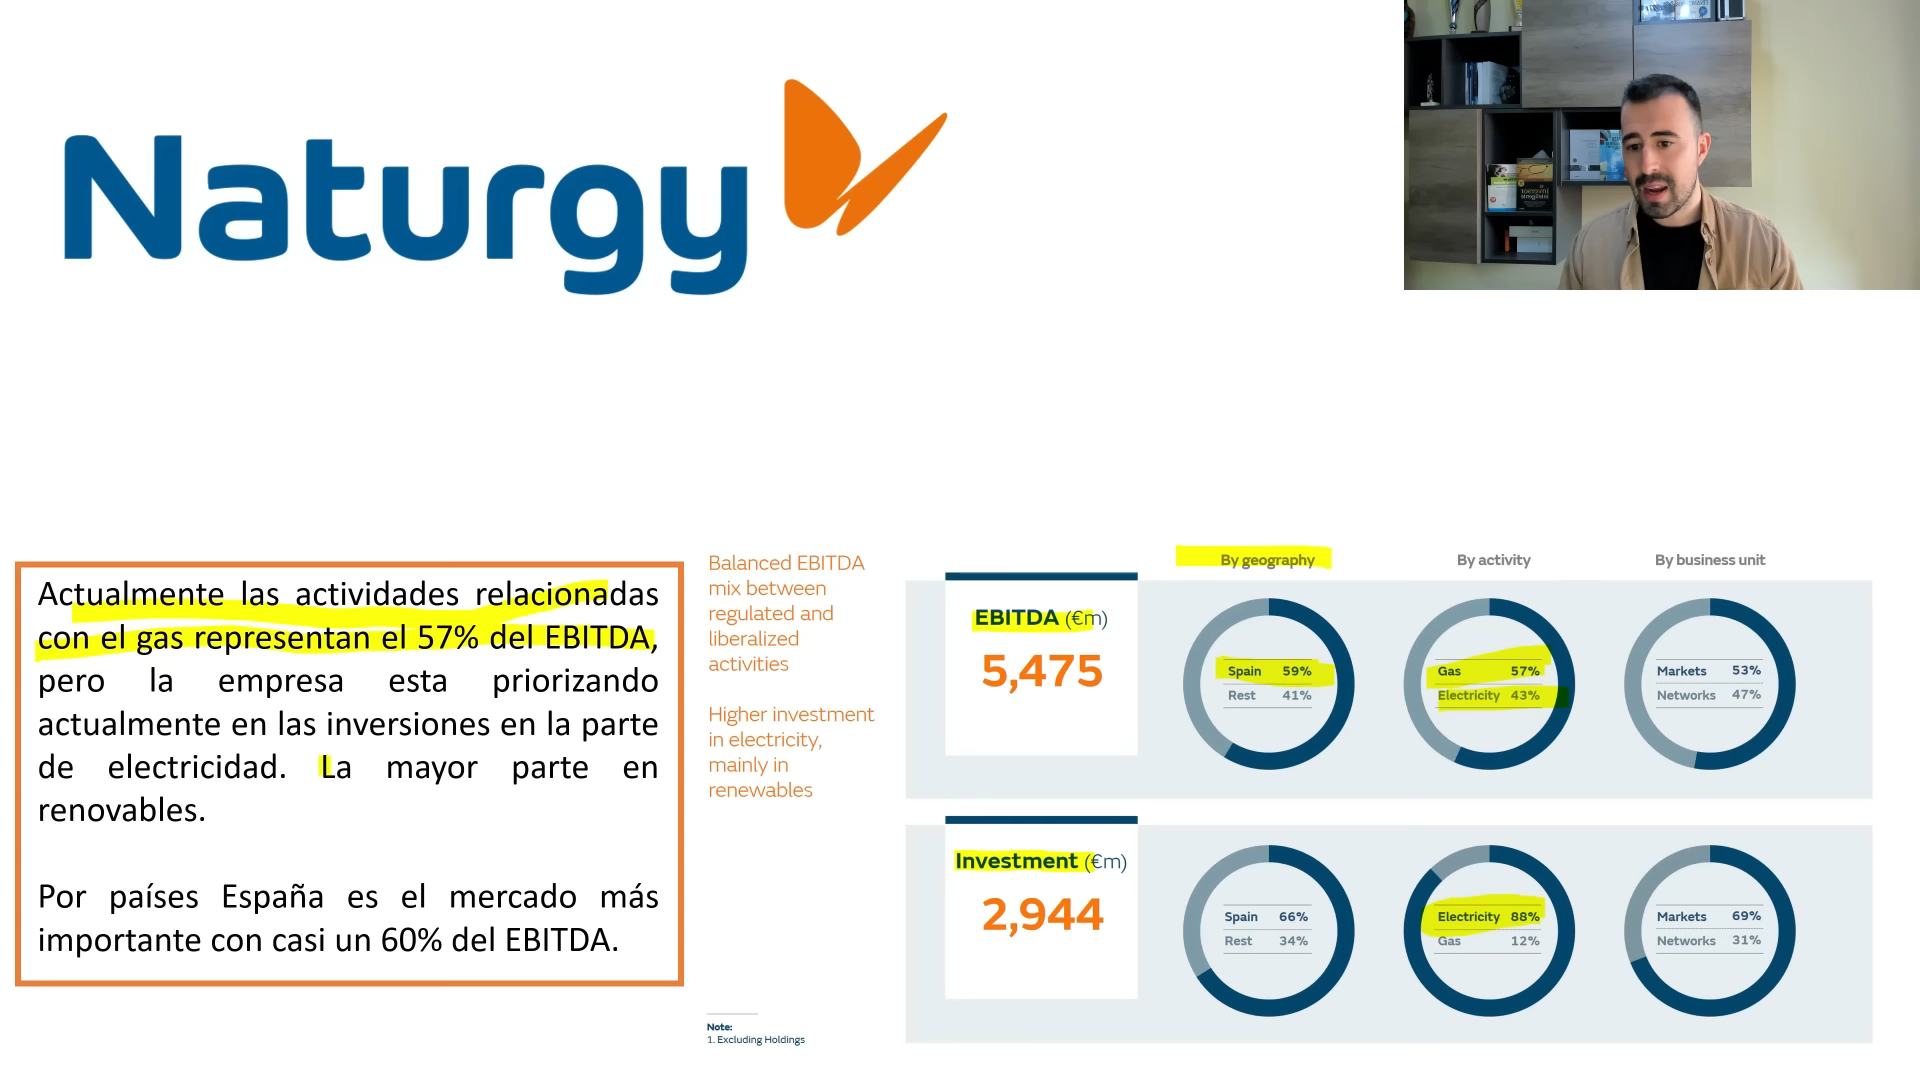 Naturgy
Actualmente las actividades relacionadas
con el gas representan el 57% del EBITDA,
pero la empresa esta priorizando
actualmente en las inversiones en la parte
de electricidad. La mayor parte en
renovables.
Por países España es el mercado más
importante con casi un 60% del EBITDA.
Balanced EBITDA
mix between
regulated and
liberalized
activities
Higher investment
in electricity,
mainly in
renewables
Note:
1. Excluding Holdings
By geography
By activity
By business unit
EBITDA (€m)
5,475
Spain 59%
Rest 41%
Gas 57%
Electricity 43%
Markets 53%
Networks 47%
Investment (€m)
2,944
Spain 66%
Rest 34%
Electricity 88%
Gas 12%
Markets 69%
Networks 31%